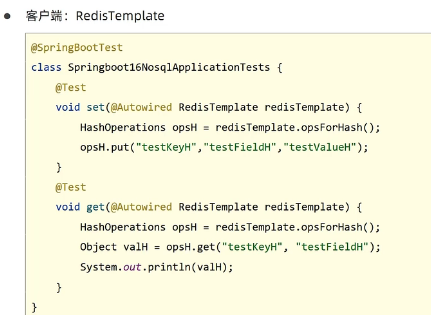 ● 客户端：RedisTemplate
@SpringBootTest
class Springboot16NosqlApplicationTests {
    @Test
    void set(@Autowired RedisTemplate redisTemplate) {
        HashOperations opsH = redisTemplate.opsForHash();
        opsH.put("testKeyH","testFieldH","testValueH");
    }
    @Test
    void get(@Autowired RedisTemplate redisTemplate) {
        HashOperations opsH = redisTemplate.opsForHash();
        Object valH = opsH.get("testKeyH", "testFieldH");
        System.out.println(valH);
    }
}